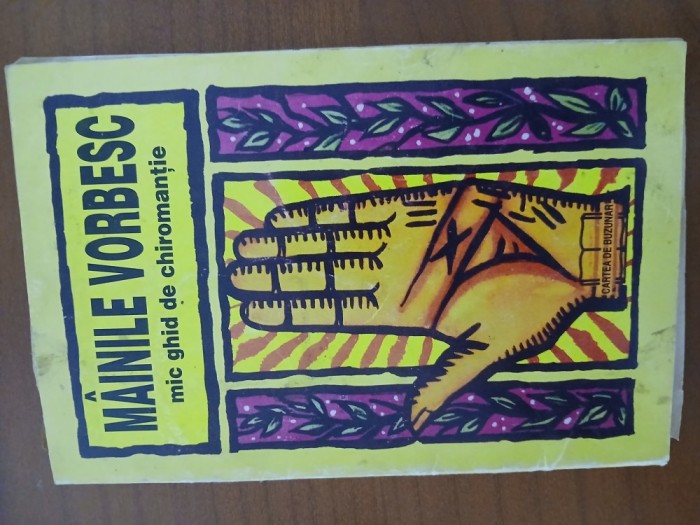 MÂINILE VORBESC
mic ghid de chiromanție
CARTEA DE BUZUNAR